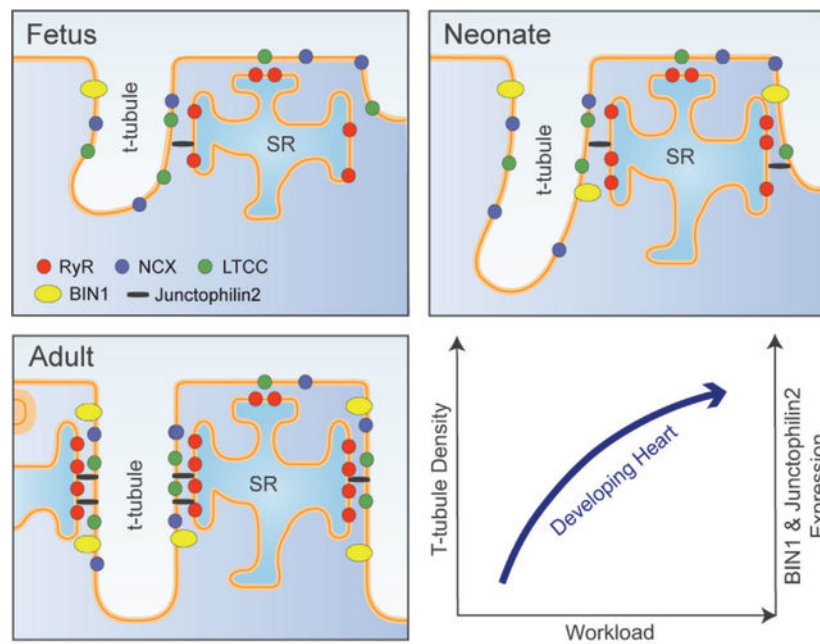 Fetus
t-tubule
SR
RyR NCX LTCC
BIN1 Junctophilin2
Neonate
t-tubule
SR
Adult
t-tubule
SR
T-tubule Density
Developing Heart
Workload
BIN1 & Junctophilin2
Expression